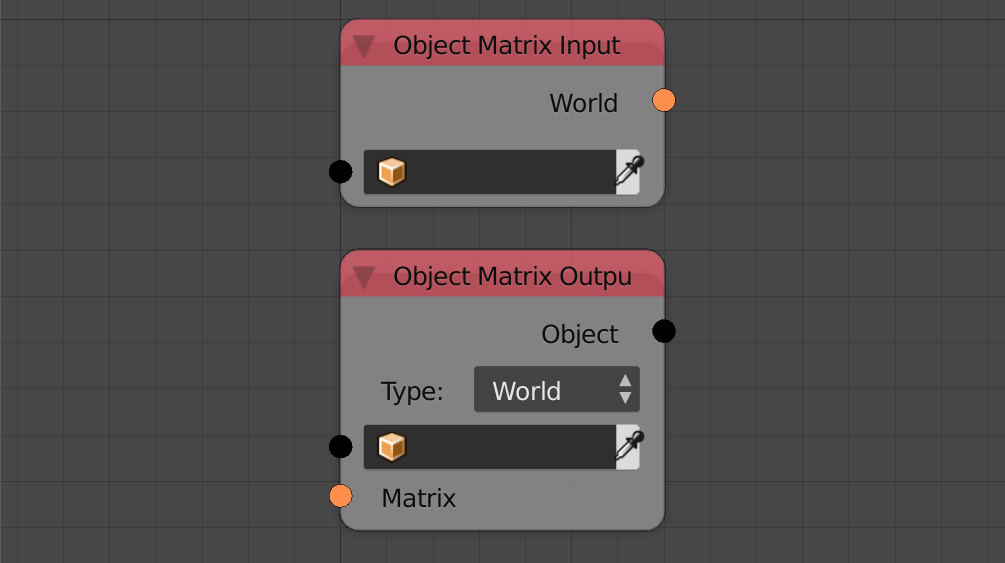 Object Matrix Input
World
Object Matrix Outpu
Object
Type:
World
Matrix